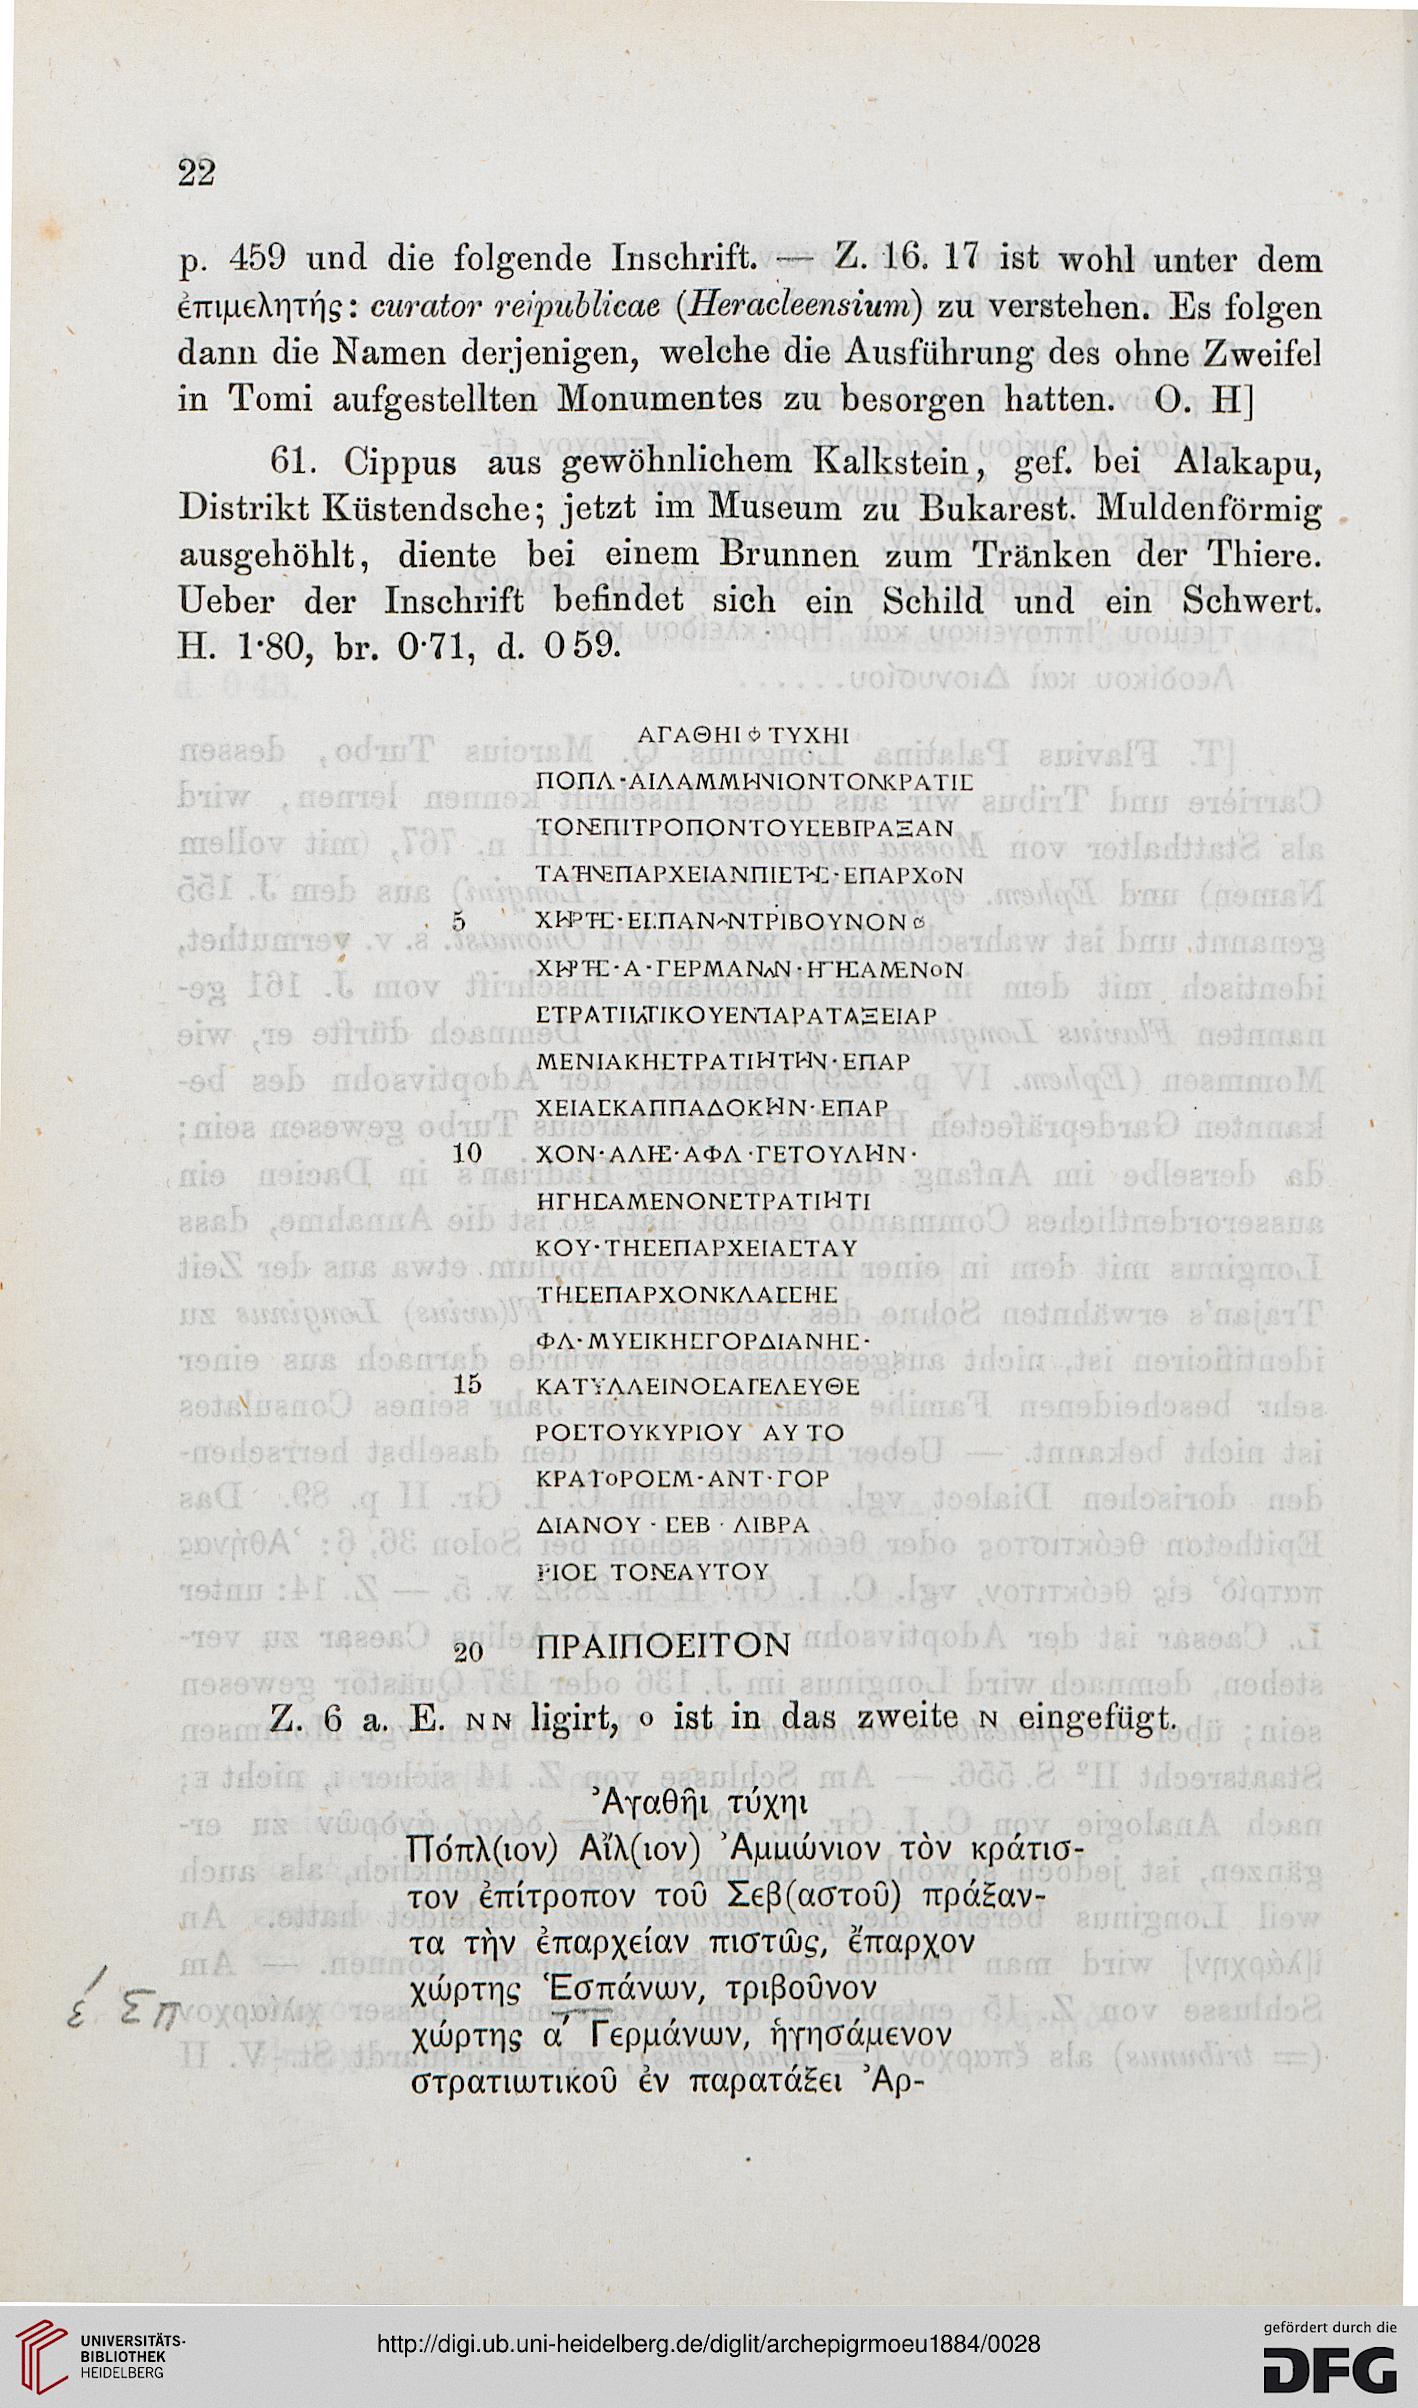 22
p. 459 und die folgende Inschrift. — Z. 16. 17 ist wohl unter dem
ἐπιμελητής: curator reipublicae (Heracleensium) zu verstehen. Es folgen
dann die Namen derjenigen, welche die Ausführung des ohne Zweifel
in Tomi aufgestellten Monumentes zu besorgen hatten. O. H]
61. Cippus aus gewöhnlichem Kalkstein, gef. bei Alakapu,
Distrikt Küstendsche; jetzt im Museum zu Bukarest. Muldenförmig
ausgehöhlt, diente bei einem Brunnen zum Tränken der Thiere.
Ueber der Inschrift befindet sich ein Schild und ein Schwert.
H. 1·80, br. 0·71, d. 0 59.
ΑΓΑΘΗΙ ΤΥΧΗΙ
ΠΟΠΛ·ΑΙΛΑΜΜΩΝΙΟΝΤΟΝΚΡΑΤΙΣ
ΤΟΝΕΠΙΤΡΟΠΟΝΤΟΥΣΕΒΠΡΑΞΑΝ
ΤΑΤΗΝΕΠΑΡΧΕΙΑΝΠΙΣΤΩΣ·ΕΠΑΡΧοΝ
5 ΧΩΡΤΗΣ·ΕΣΠΑΝΩΝΤΡΙΒΟΥΝΟΝ
ΧΩΡΤΗΣ·Α·ΓΕΡΜΑΝΩΝ·ΗΓΗΣΑΜΕΝοΝ
ΣΤΡΑΤΙΩΤΙΚΟΥΕΝΠΑΡΑΤΑΞΕΙΑΡ
ΜΕΝΙΑΚΗΣΤΡΑΤΙΩΤΩΝ·ΕΠΑΡ
ΧΕΙΑΣΚΑΠΠΑΔΟΚΩΝ·ΕΠΑΡ
10 ΧΟΝ·ΑΛΗΣ·ΑΦΛ·ΓΕΤΟΥΛΩΝ·
ΗΓΗΣΑΜΕΝΟΝΣΤΡΑΤΙΩΤΙ
ΚΟΥ·ΤΗΣΕΠΑΡΧΕΙΑΣΤΑΥ
ΤΗΣΕΠΑΡΧΟΝΚΛΑΣΣΗΣ
ΦΛ·ΜΥΣΙΚΗΣΓΟΡΔΙΑΝΗΣ·
15 ΚΑΤΥΛΛΕΙΝΟΣΑΠΕΛΕΥΘΕ
ΡΟΣΤΟΥΚΥΡΙΟΥ ΑΥΤΟ
ΚΡΑΤοΡΟΣΜ·ΑΝΤ·ΓΟΡ
ΔΙΑΝΟΥ·ΣΕΒ·ΛΙΒΡΑ
ΡΙΟΣ ΤΟΝΕΑΥΤΟΥ
20 ΠΡΑΙΠΟΣΙΤΟΝ
Z. 6 a. E. ΝΝ ligirt, ο ist in das zweite Ν eingefügt.
Ἀγαθῆι τύχηι
Πόπλ(ιον) Αἴλ(ιον) Ἀμμώνιον τὸν κράτισ-
τον ἐπίτροπον τοῦ Σεβ(αστοῦ) πράξαν-
τα τὴν ἐπαρχείαν πιστῶς, ἔπαρχον
χώρτης Ἑσπάνων, τριβοῦνον
έ Σπ
χώρτης α′ Γερμάνων, ἡγησάμενον
στρατιωτικοῦ ἐν παρατάξει Ἀρ-
UNIVERSITÄTS-
BIBLIOTHEK
HEIDELBERG
http://digi.ub.uni-heidelberg.de/diglit/archepigrmoeu1884/0028
gefördert durch die
DFG